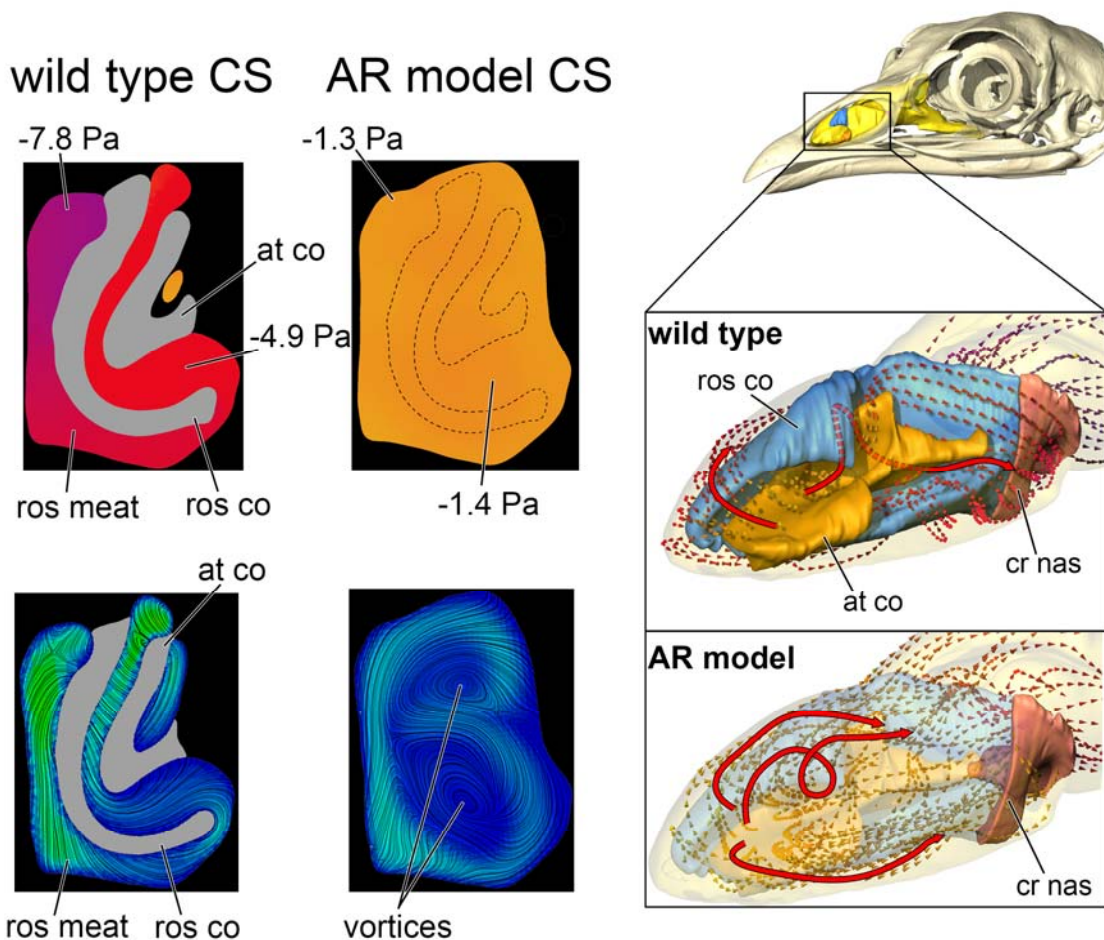 wild type CS
AR model CS
-7.8 Pa
-1.3 Pa
at co
-4.9 Pa
ros meat
ros co
-1.4 Pa
at co
ros meat
ros co
vortices
wild type
ros co
cr nas
at co
AR model
cr nas